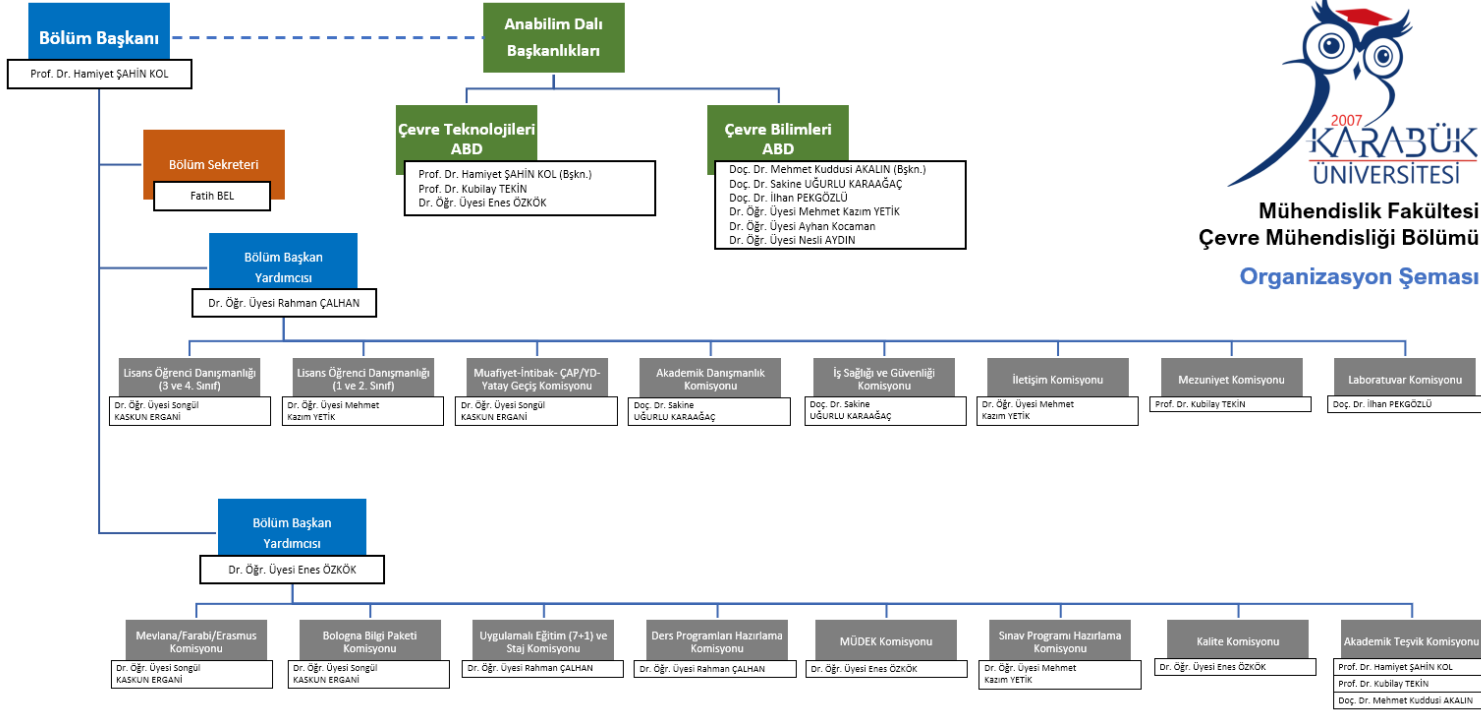 Bölüm Başkanı
Prof. Dr. Hamiyet ŞAHİN KOL
Anabilim Dalı
Başkanlıkları
2007
KARABÜK
ÜNİVERSİTESİ
Mühendislik Fakültesi
Çevre Mühendisliği Bölümü
Organizasyon Şeması
Bölüm Sekreteri
Fatih BEL
Çevre Teknolojileri
ABD
Prof. Dr. Hamiyet ŞAHİN KOL (Bşkn.)
Prof. Dr. Kubilay TEKİN
Dr. Öğr. Üyesi Enes ÖZKÖK
Çevre Bilimleri
ABD
Doç. Dr. Mehmet Kuddusi AKALIN (Bşkn.)
Doç. Dr. Sakine UĞURLU KARAAĞAÇ
Doç. Dr. İlhan PEKGÖZLÜ
Dr. Öğr. Üyesi Mehmet Kazım YETİK
Dr. Öğr. Üyesi Ayhan Kocaman
Dr. Öğr. Üyesi Nesli AYDIN
Bölüm Başkan
Yardımcısı
Dr. Öğr. Üyesi Rahman ÇALHAN
Lisans Öğrenci Danışmanlığı
(3 ve 4. Sınıf)
Dr. Öğr. Üyesi Songül
KASKUN ERGANİ
Lisans Öğrenci Danışmanlığı
(1 ve 2. Sınıf)
Dr. Öğr. Üyesi Mehmet
Kazım YETİK
Muafiyet-İntibak- ÇAP/YD-
Yatay Geçiş Komisyonu
Dr. Öğr. Üyesi Songül
KASKUN ERGANİ
Akademik Danışmanlık
Komisyonu
Doç. Dr. Sakine
UĞURLU KARAAĞAÇ
İş Sağlığı ve Güvenliği
Komisyonu
Doç. Dr. Sakine
UĞURLU KARAAĞAÇ
İletişim Komisyonu
Dr. Öğr. Üyesi Mehmet
Kazım YETİK
Mezuniyet Komisyonu
Prof. Dr. Kubilay TEKİN
Laboratuvar Komisyonu
Doç. Dr. İlhan PEKGÖZLÜ
Bölüm Başkan
Yardımcısı
Dr. Öğr. Üyesi Enes ÖZKÖK
Mevlana/Farabi/Erasmus
Komisyonu
Dr. Öğr. Üyesi Songül
KASKUN ERGANİ
Bologna Bilgi Paketi
Komisyonu
Dr. Öğr. Üyesi Songül
KASKUN ERGANİ
Uygulamalı Eğitim (7+1) ve
Staj Komisyonu
Dr. Öğr. Üyesi Rahman ÇALHAN
Ders Programları Hazırlama
Komisyonu
Dr. Öğr. Üyesi Rahman ÇALHAN
MÜDEK Komisyonu
Dr. Öğr. Üyesi Enes ÖZKÖK
Sınav Programı Hazırlama
Komisyonu
Dr. Öğr. Üyesi Mehmet
Kazım YETİK
Kalite Komisyonu
Dr. Öğr. Üyesi Enes ÖZKÖK
Akademik Teşvik Komisyonu
Prof. Dr. Hamiyet ŞAHİN KOL
Prof. Dr. Kubilay TEKİN
Doç. Dr. Mehmet Kuddusi AKALIN